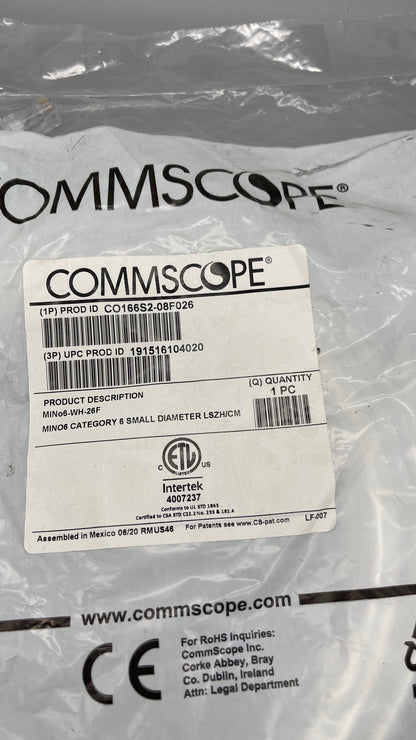 COMMSCOPE®
COMMSCOPE®
(1P) PROD ID CO166S2-08F026
(3P) UPC PROD ID 191516104020
PRODUCT DESCRIPTION
MINo6-WH-26F
MINO6 CATEGORY 6 SMALL DIAMETER LSZH/CM
(Q) QUANTITY
1 PC
C ETL US
LISTED
Intertek
4007237
Conforms to UL STD 1863
Certified to CSA STD C22.2 No. 233 & 182.4
Assembled in Mexico 06/20 RMUS46
For Patents see www.CS-pat.com
LF-007
www.commscope.com
CE
For RoHS Inquiries:
CommScope Inc.
Corke Abbey, Bray
Co. Dublin, Ireland
Attn: Legal Department